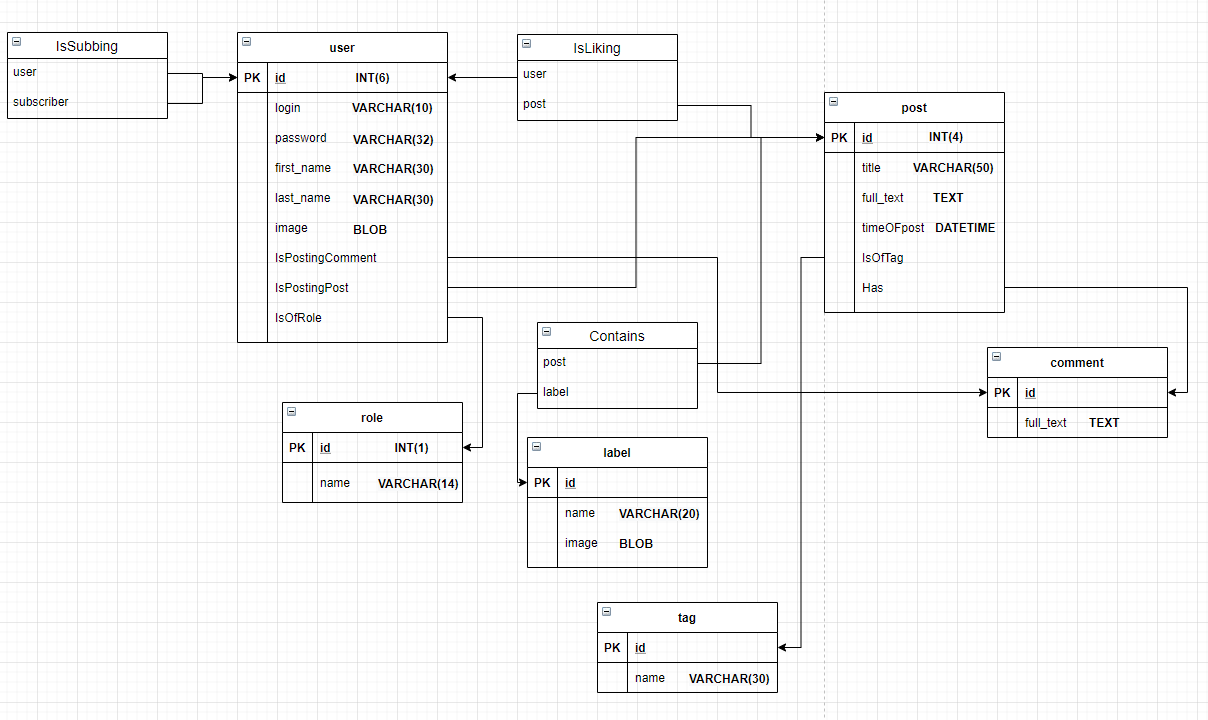 IsSubbing
user
subscriber
user
PK id INT(6)
login VARCHAR(10)
password VARCHAR(32)
first_name VARCHAR(30)
last_name VARCHAR(30)
image BLOB
IsPostingComment
IsPostingPost
IsOfRole
IsLiking
user
post
post
PK id INT(4)
title VARCHAR(50)
full_text TEXT
timeOFpost DATETIME
IsOfTag
Has
Contains
post
label
comment
PK id
full_text TEXT
role
PK id INT(1)
name VARCHAR(14)
label
PK id
name VARCHAR(20)
image BLOB
tag
PK id
name VARCHAR(30)